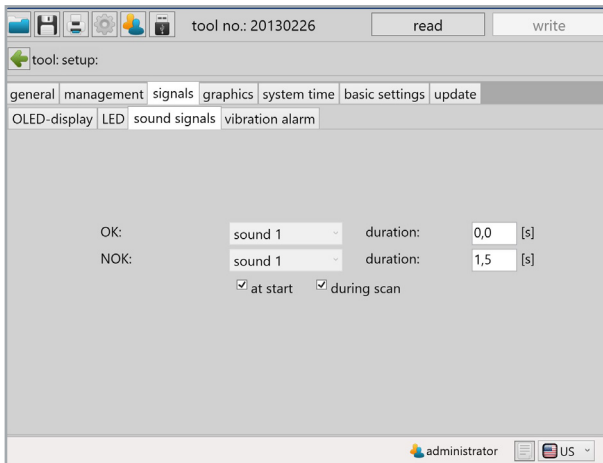 tool no.: 20130226 read write
tool: setup:
general management signals graphics system time basic settings update
OLED-display LED sound signals vibration alarm
OK: sound 1 duration: 0,0 [s]
NOK: sound 1 duration: 1,5 [s]
at start during scan
administrator US